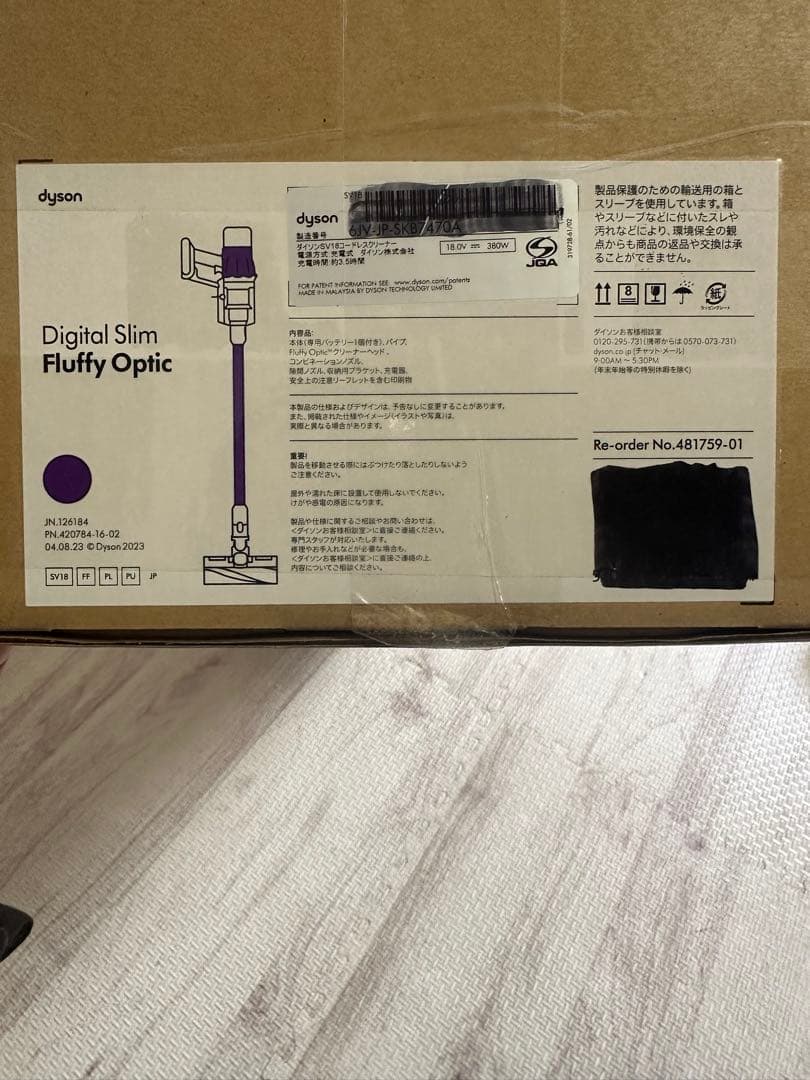 dyson
Digital Slim
Fluffy Optic
JN.126184
PN.420784-16-02
04.08.23 © Dyson 2023
SV18 FF PL PU JP
SV18
dyson
製造番号 6JV-JP-SKB7470A
ダイソンSV18コードレスクリーナー
電源方式:充電式 ダイソン株式会社
充電時間:約3.5時間
18.0V 380W
JQA
319728-61/02
FOR PATENT INFORMATION SEE: www.dyson.com/patents
MADE IN MALAYSIA BY DYSON TECHNOLOGY LIMITED
内容品:
本体(専用バッテリー1個付き)、パイプ、
Fluffy Optic™クリーナーヘッド、
コンビネーションノズル、
隙間ノズル、収納用ブラケット、充電器、
安全上の注意リーフレットを含む印刷物
本製品の仕様およびデザインは、予告なしに変更することがあります。
また、掲載された仕様やイメージ(イラストや写真)は、
実際と異なる場合があります。
重要!
製品を移動させる際にはぶつけたり落としたりしないよう
ご注意ください。
屋外や濡れた床に設置して使用しないでください。
けがや感電の原因になります。
製品や仕様に関するご相談やお問い合わせは、
<ダイソンお客様相談室>に直接ご連絡ください。
専門スタッフが対応いたします。
修理やお手入れなどが必要な場合も、
<ダイソンお客様相談室>に直接ご連絡の上、
内容についてご相談ください。
製品保護のための輸送用の箱と
スリーブを使用しています。箱
やスリーブなどに付いたスレや
汚れなどにより、環境保全の観
点からも商品の返品や交換は承
ることができません。
8
紙
ダイソンお客様相談室
0120-295-731(携帯からは0570-073-731)
dyson.co.jp(チャット・メール)
9:00AM ~ 5:30PM
(年末年始等の特別休暇を除く)
Re-order No.481759-01